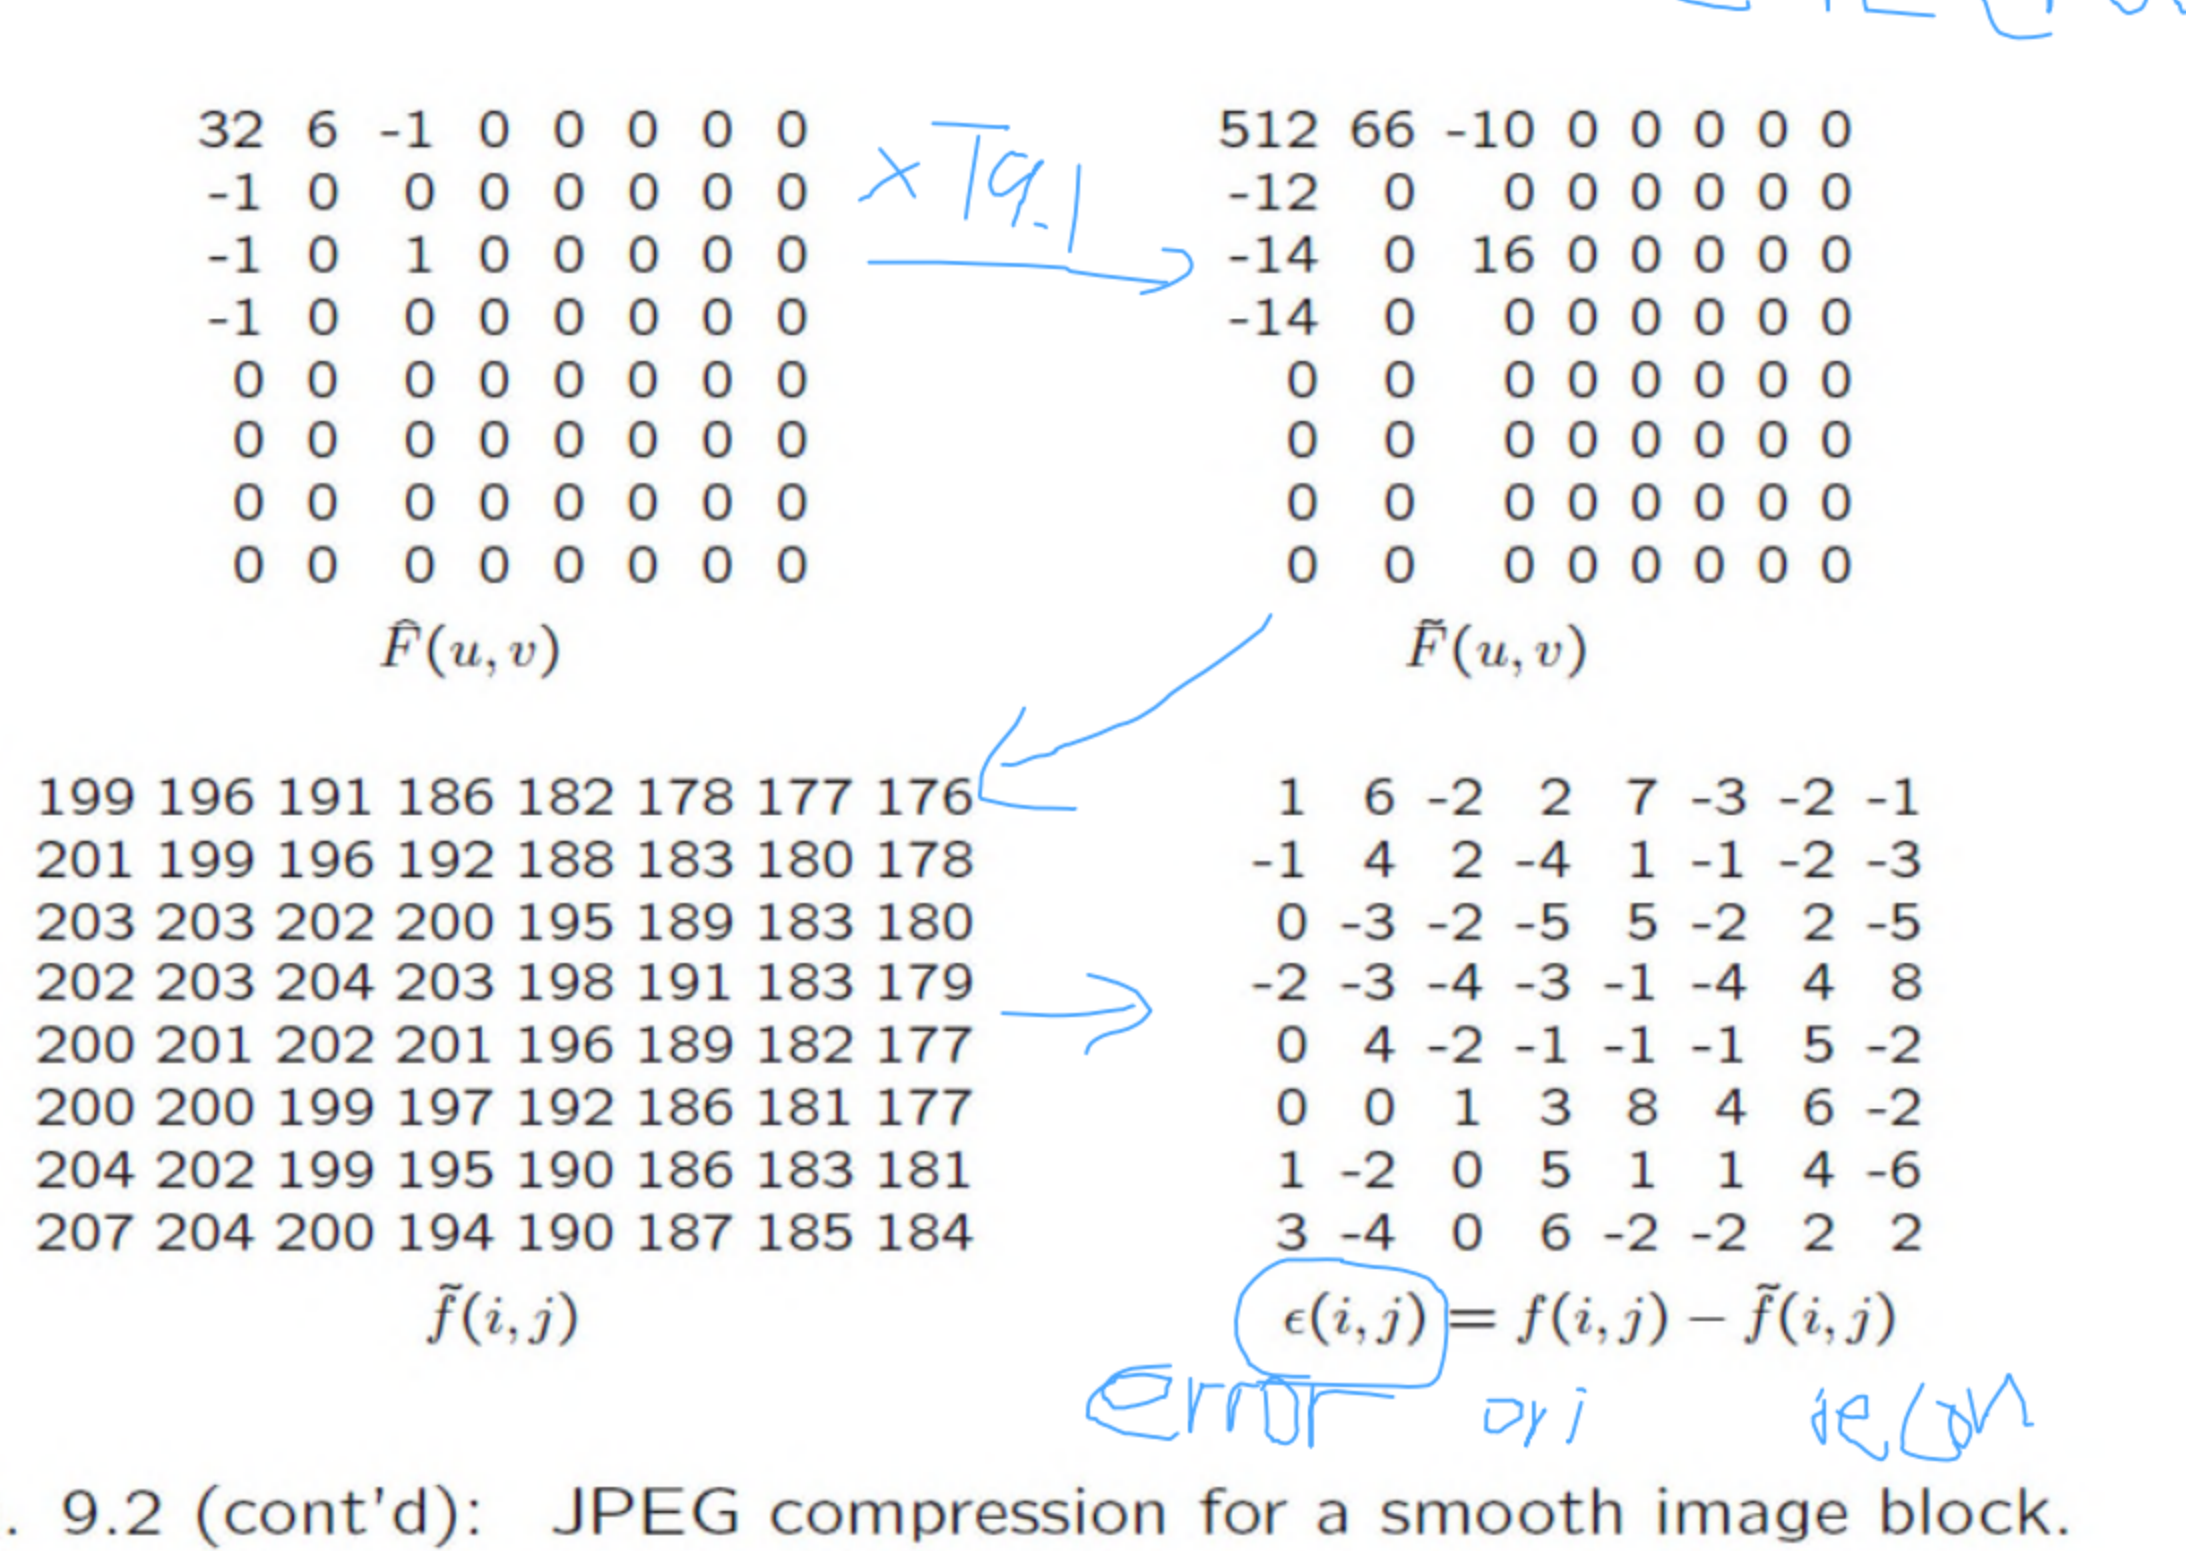 32 6 -1 0 0 0 0 0
-1 0 0 0 0 0 0 0
-1 0 1 0 0 0 0 0
-1 0 0 0 0 0 0 0
0 0 0 0 0 0 0 0
0 0 0 0 0 0 0 0
0 0 0 0 0 0 0 0
0 0 0 0 0 0 0 0
F̂(u, v)
× T9.1
512 66 -10 0 0 0 0 0
-12 0 0 0 0 0 0 0
-14 0 16 0 0 0 0 0
-14 0 0 0 0 0 0 0
0 0 0 0 0 0 0 0
0 0 0 0 0 0 0 0
0 0 0 0 0 0 0 0
0 0 0 0 0 0 0 0
F̃(u, v)
199 196 191 186 182 178 177 176
201 199 196 192 188 183 180 178
203 203 202 200 195 189 183 180
202 203 204 203 198 191 183 179
200 201 202 201 196 189 182 177
200 200 199 197 192 186 181 177
204 202 199 195 190 186 183 181
207 204 200 194 190 187 185 184
f̃(i, j)
1 6 -2 2 7 -3 -2 -1
-1 4 2 -4 1 -1 -2 -3
0 -3 -2 -5 5 -2 2 -5
-2 -3 -4 -3 -1 -4 4 8
0 4 -2 -1 -1 -1 5 -2
0 0 1 3 8 4 6 -2
1 -2 0 5 1 1 4 -6
3 -4 0 6 -2 -2 2 2
ϵ(i, j) = f(i, j) − f̃(i, j)
error ori recon
. 9.2 (cont'd): JPEG compression for a smooth image block.